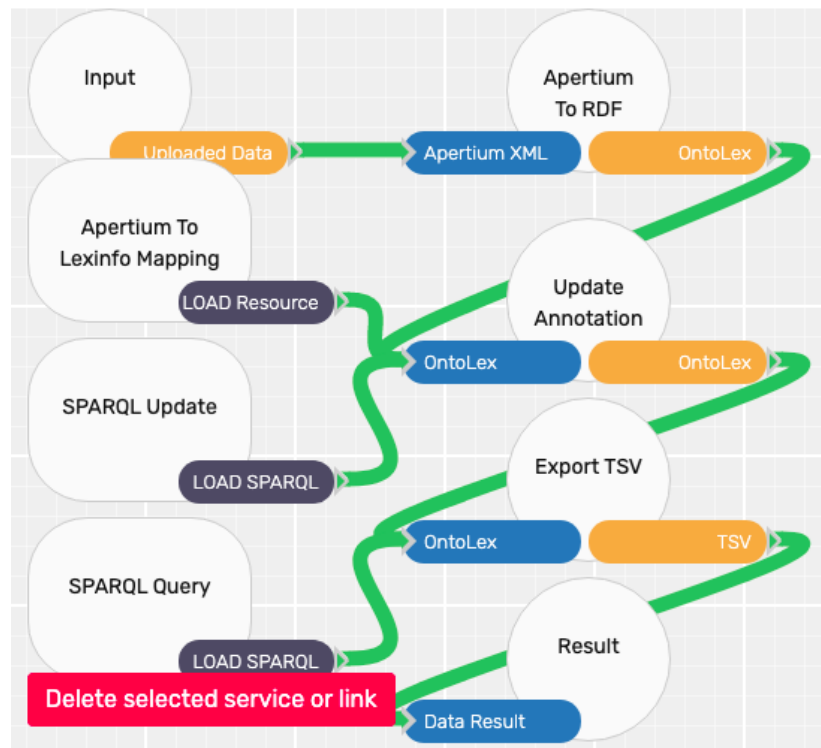 Input
Uploaded Data
Apertium XML
Apertium
To RDF
OntoLex
Apertium To
Lexinfo Mapping
LOAD Resource
Update
Annotation
OntoLex
OntoLex
SPARQL Update
LOAD SPARQL
Export TSV
OntoLex
TSV
SPARQL Query
LOAD SPARQL
Result
Delete selected service or link
Data Result